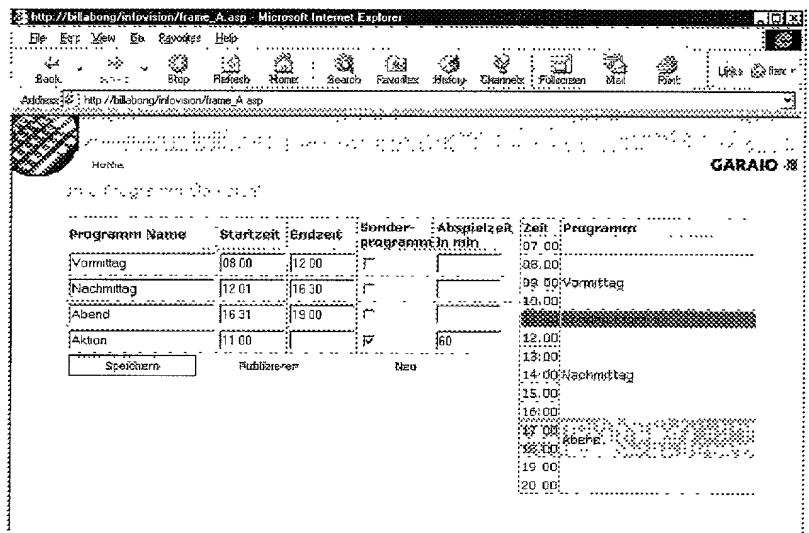 http://billabong/infovision/frame_A.asp - Microsoft Internet Explorer
File View Go Favorites Help
Back Stop Refresh Home Search Favorites History Channels Fullscreen Mail Print Links
Address http://billabong/infovision/frame_A.asp
Home
GARAIO
Programm Name Startzeit Endzeit Sonder-programm Abspielzeit in min
Vormittag 08.00 12.00
Nachmittag 12.01 16.30
Abend 16.31 19.00
Aktion 11.00 60
Speichern Publizieren Neu
Zeit Programm
07 00
08.00
09 00 Vormittag
10.00
12.00
13:00
14 00 Nachmittag
15.00
16:00
17 00
18.00 Abend
19 00
20 00